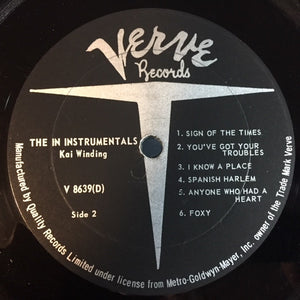 Verve
Records
THE IN INSTRUMENTALS
Kai Winding
V 8639(D)
Side 2
1. SIGN OF THE TIMES
2. YOU'VE GOT YOUR
TROUBLES
3. I KNOW A PLACE
4. SPANISH HARLEM
5. ANYONE WHO HAD A
HEART
6. FOXY
Manufactured by Quality Records Limited under license from Metro-Goldwyn-Mayer, Inc. owner of the Trade Mark Verve